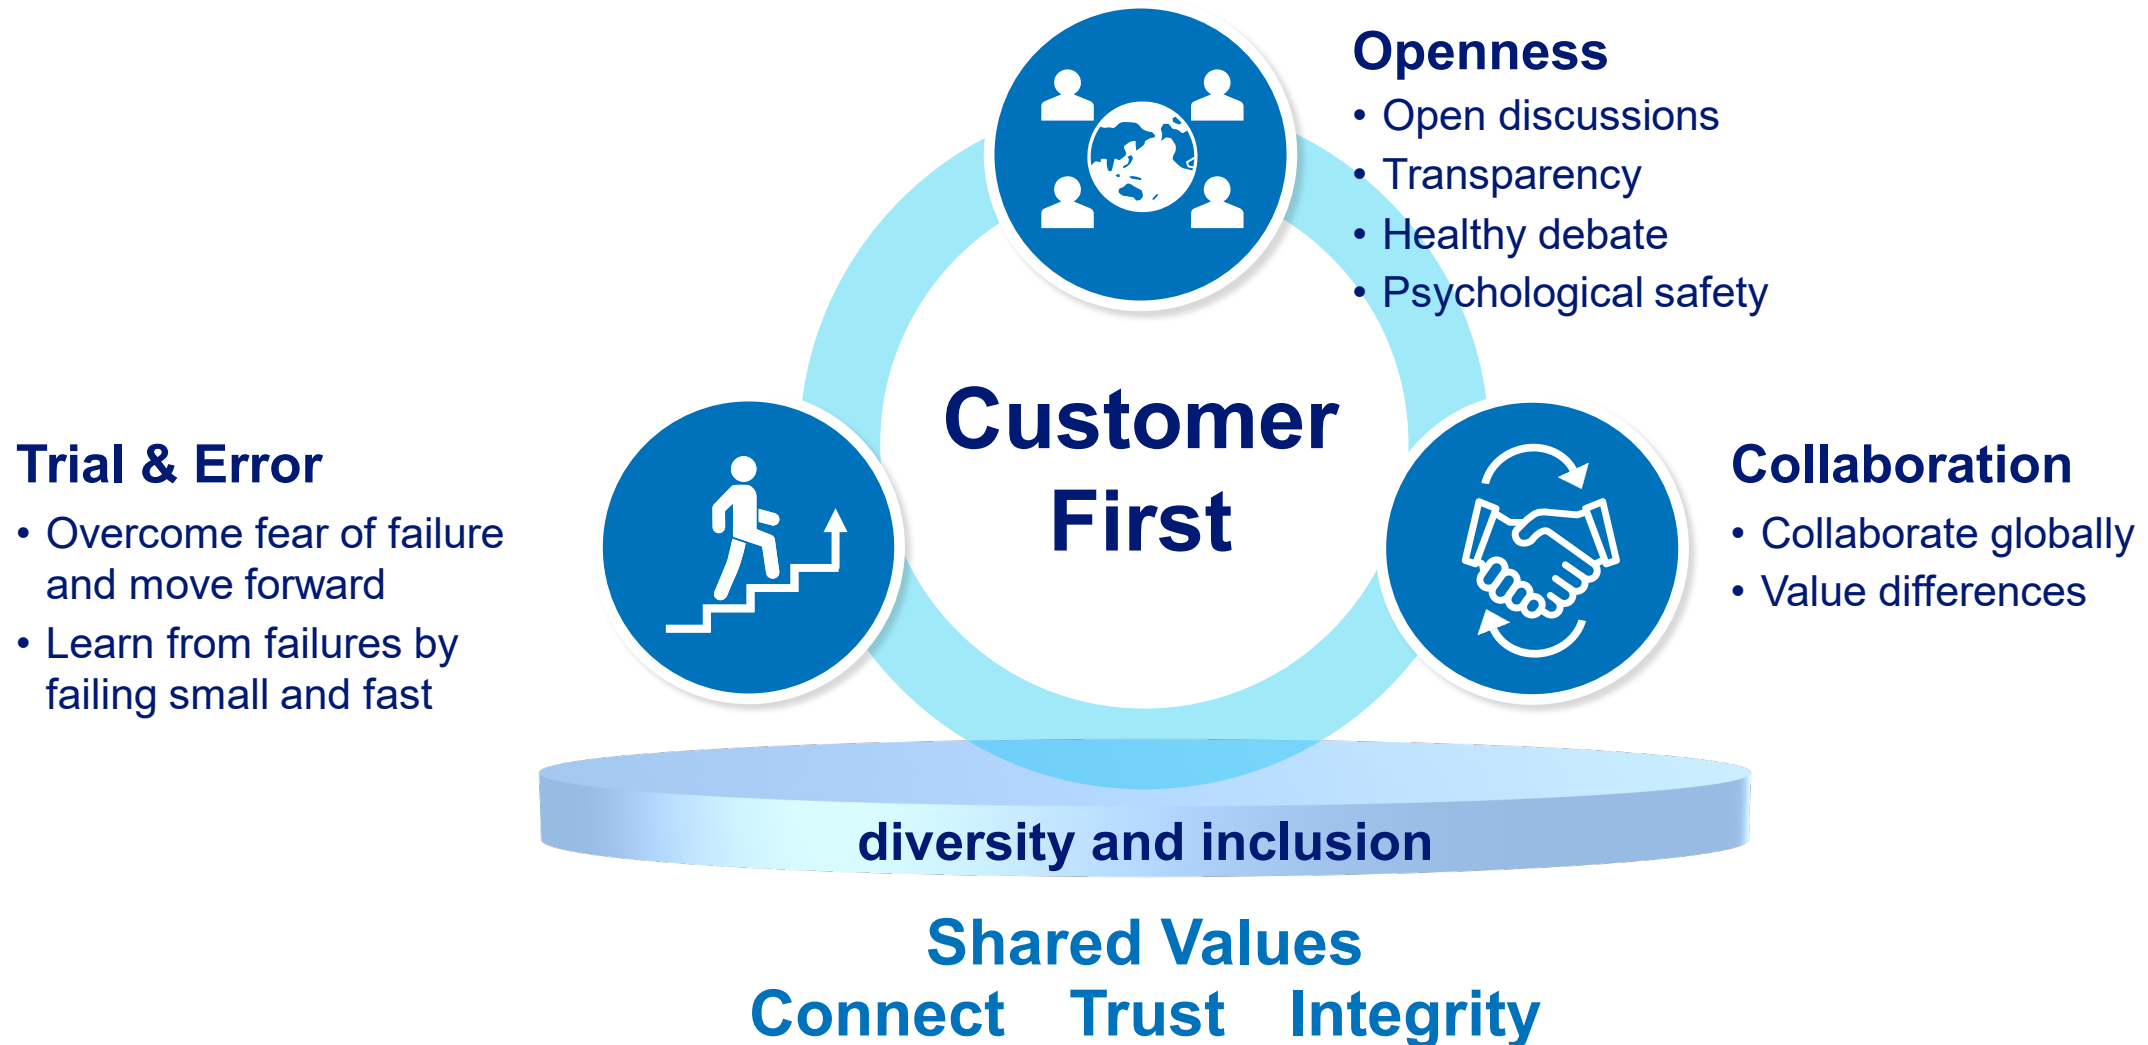 Openness
• Open discussions
• Transparency
• Healthy debate
• Psychological safety
Customer
First
Trial & Error
• Overcome fear of failure
and move forward
• Learn from failures by
failing small and fast
Collaboration
• Collaborate globally
• Value differences
diversity and inclusion
Shared Values
Connect Trust Integrity